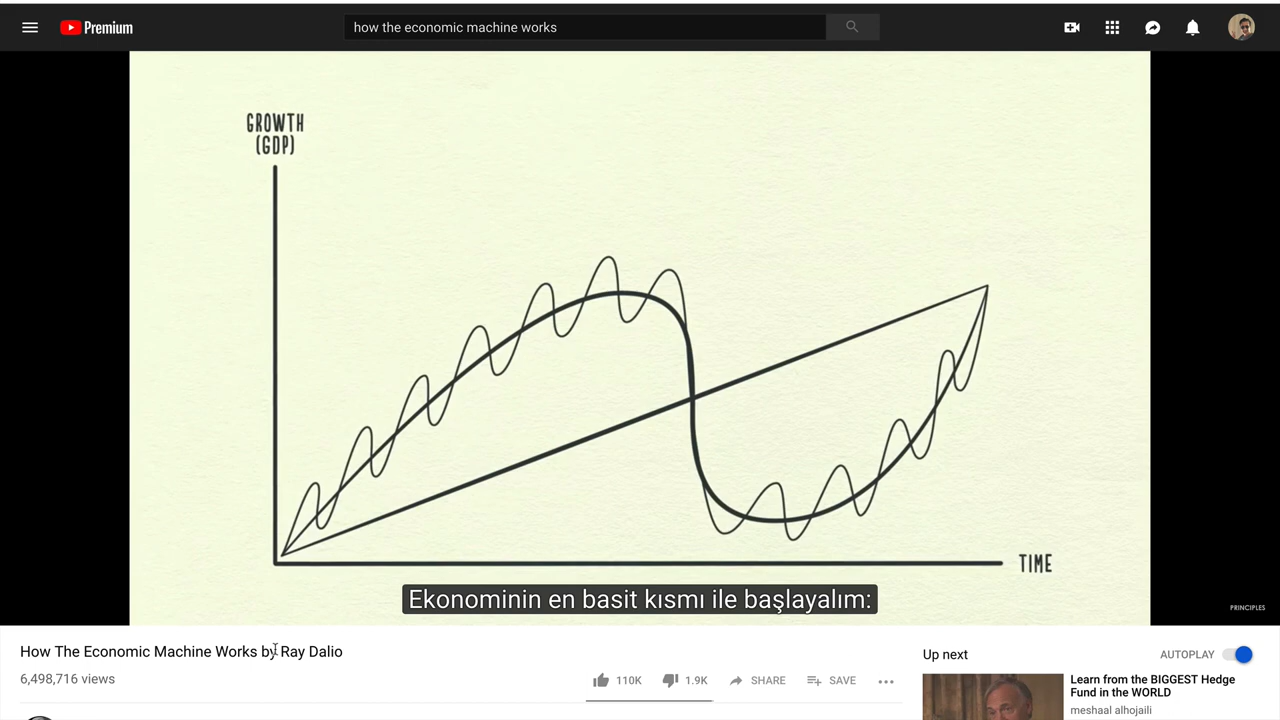 Premium
how the economic machine works
GROWTH
(GDP)
TIME
Ekonominin en basit kısmı ile başlayalım:
PRINCIPLES
How The Economic Machine Works by Ray Dalio
6,498,716 views
110K
1.9K
SHARE
SAVE
Up next
AUTOPLAY
Learn from the BIGGEST Hedge
Fund in the WORLD
meshaal alhojaili